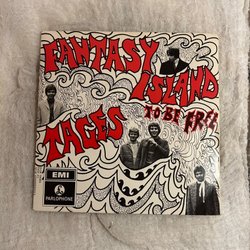 FANTASY
ISLAND
TO BE FREE
TAGES
EMI
PARLOPHONE